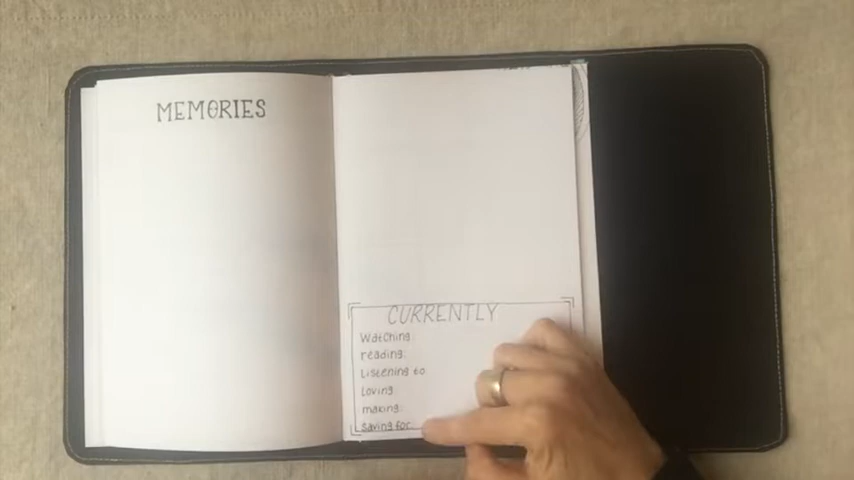 MEMORIES
CURRENTLY
Watching:
reading:
Listening to
Loving
making:
saving for: